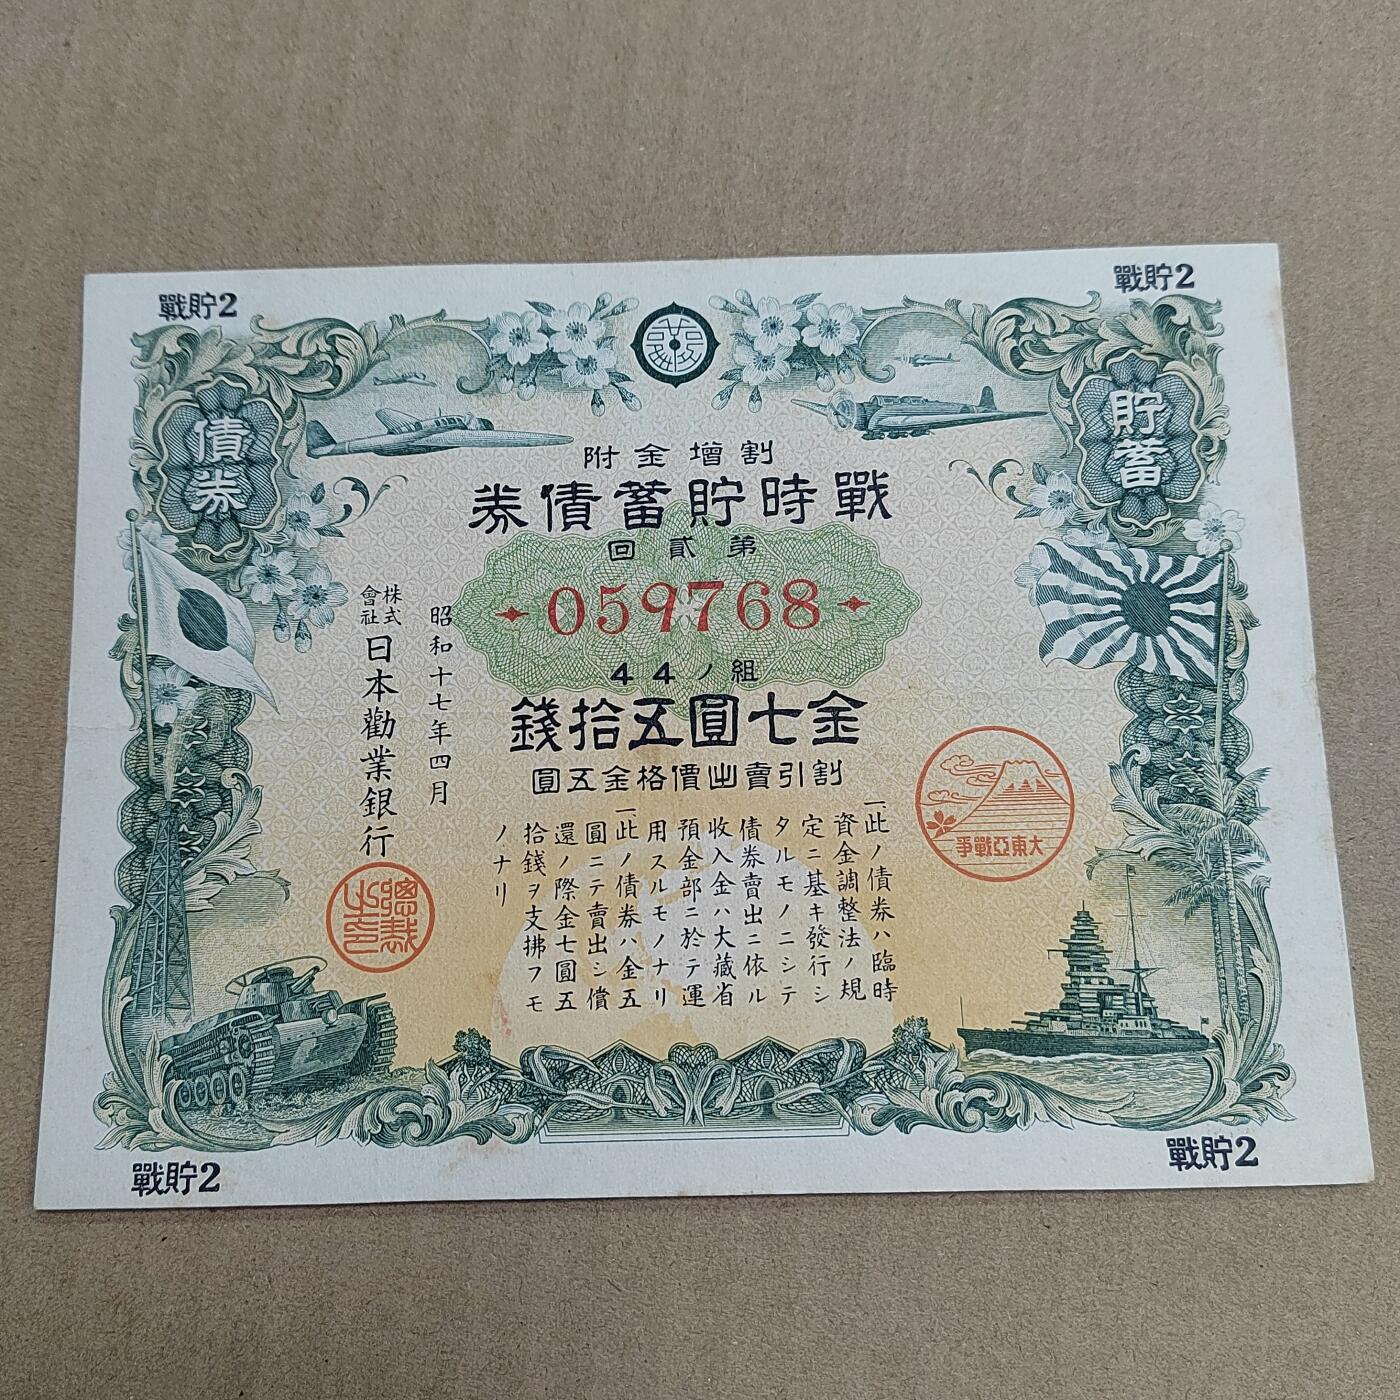 戰貯2
戰貯2
貯蓄
債券
割增金附
戰時貯蓄債券
第貳回
059768
組ノ44
金七圓五拾錢
割引賣出價格金五圓
大東亞戰爭
一、此ノ債券ハ臨時
資金調整法ノ規
定ニ基キ發行シ
タルモノニシテ
債券賣出ニ依ル
收入金ハ大藏省
預金部ニ於テ運
用スルモノナリ
一、此ノ債券ハ金五
圓ニテ賣出シ償
還ノ際金七圓五
拾錢ヲ支拂フモ
ノナリ
昭和十七年四月
株式會社日本勸業銀行
總裁之印
戰貯2
戰貯2